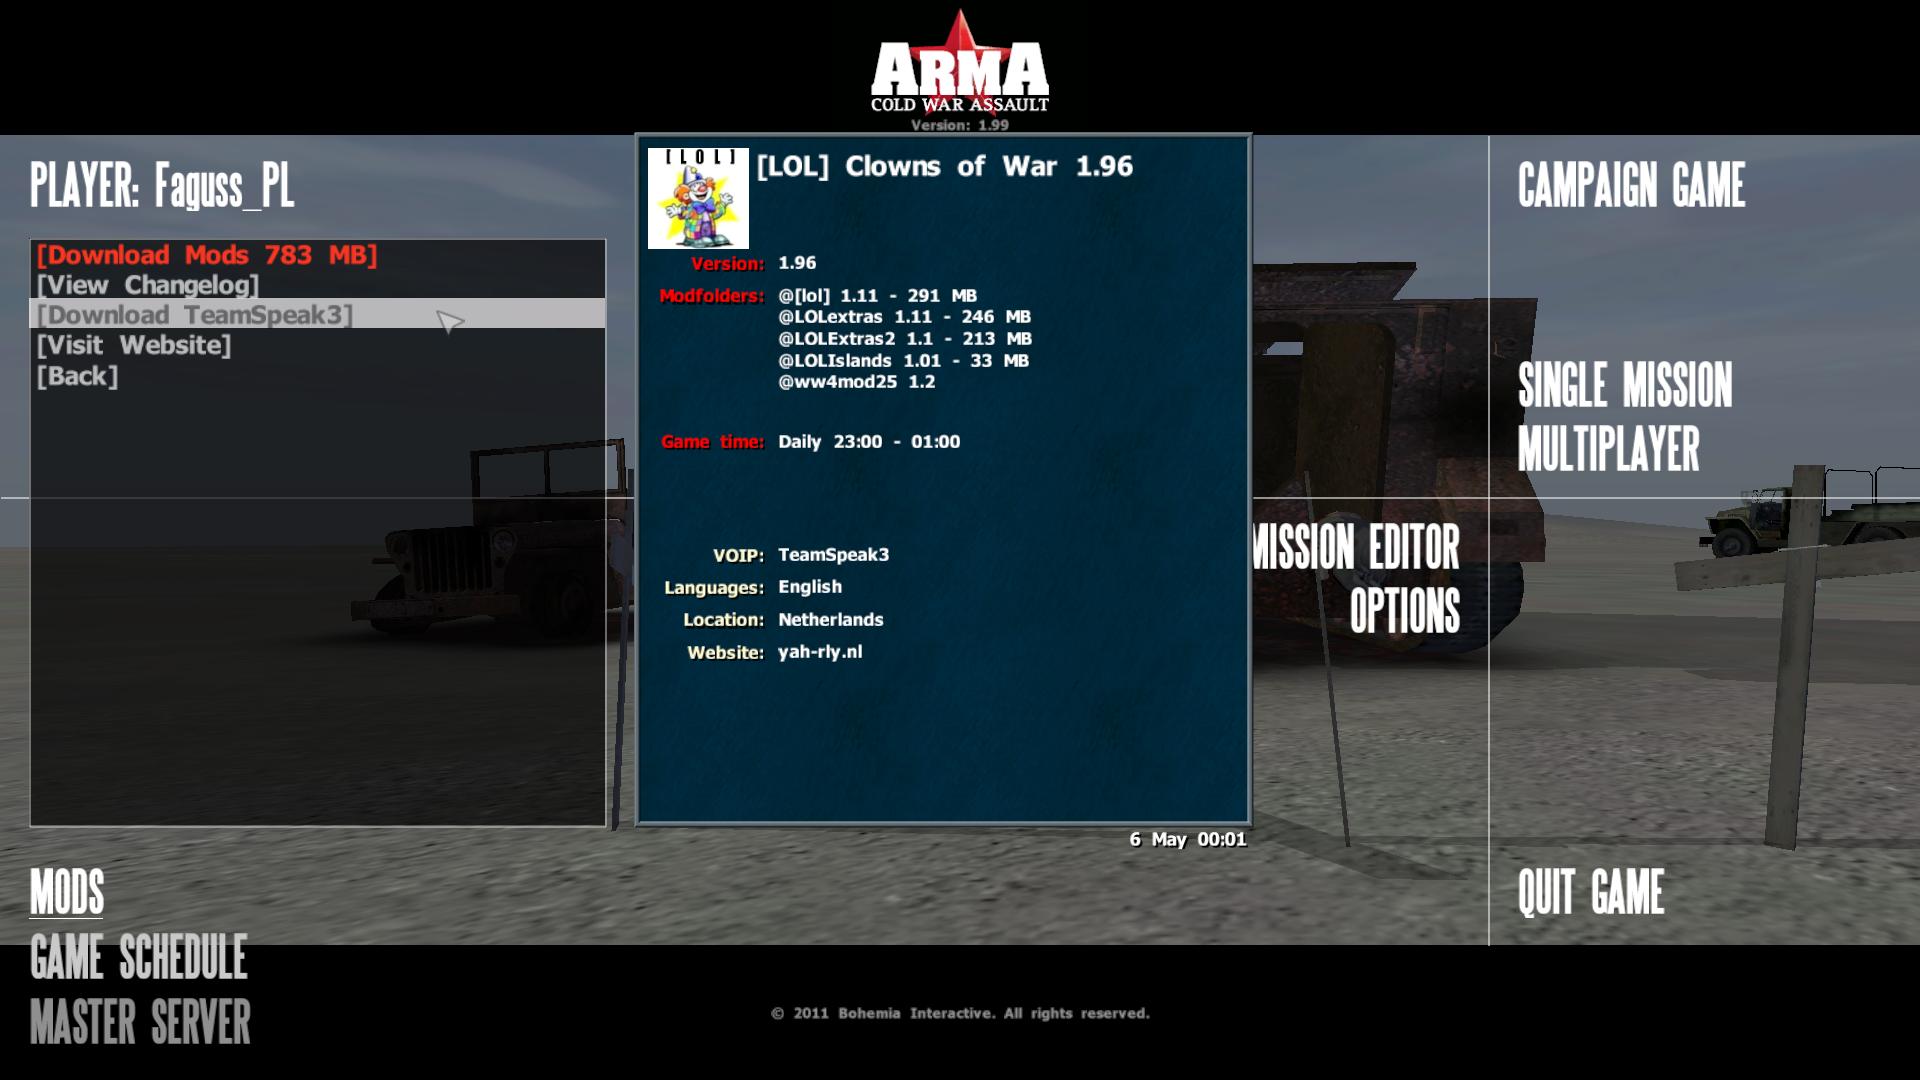 ARMA
COLD WAR ASSAULT
Version: 1.99
PLAYER: Faguss_PL
[Download Mods 783 MB]
[View Changelog]
[Download TeamSpeak3]
[Visit Website]
[Back]
[LOL]
[LOL] Clowns of War 1.96
Version: 1.96
Modfolders: @[lol] 1.11 - 291 MB
@LOLextras 1.11 - 246 MB
@LOLExtras2 1.1 - 213 MB
@LOLIslands 1.01 - 33 MB
@ww4mod25 1.2
Game time: Daily 23:00 - 01:00
VOIP: TeamSpeak3
Languages: English
Location: Netherlands
Website: yah-rly.nl
6 May 00:01
CAMPAIGN GAME
SINGLE MISSION
MULTIPLAYER
MISSION EDITOR
OPTIONS
QUIT GAME
MODS
GAME SCHEDULE
MASTER SERVER
© 2011 Bohemia Interactive. All rights reserved.